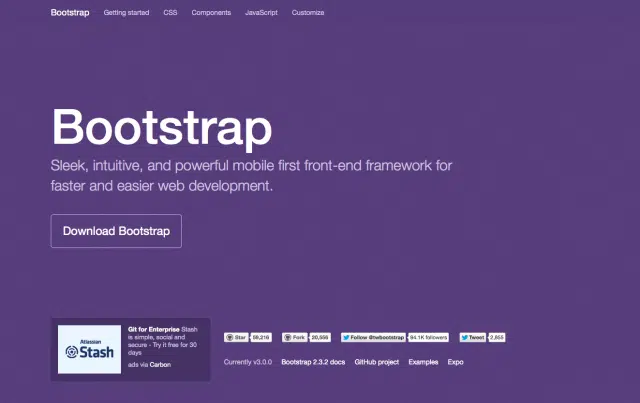 Bootstrap Getting started CSS Components JavaScript Customize
Bootstrap
Sleek, intuitive, and powerful mobile first front-end framework for
faster and easier web development.
Download Bootstrap
Atlassian
Stash
Git for Enterprise Stash
is simple, social and
secure - Try it free for 30
days
ads via Carbon
Star 59,216 Fork 20,556 Follow @twbootstrap 94.1K followers Tweet 2,855
Currently v3.0.0 Bootstrap 2.3.2 docs GitHub project Examples Expo